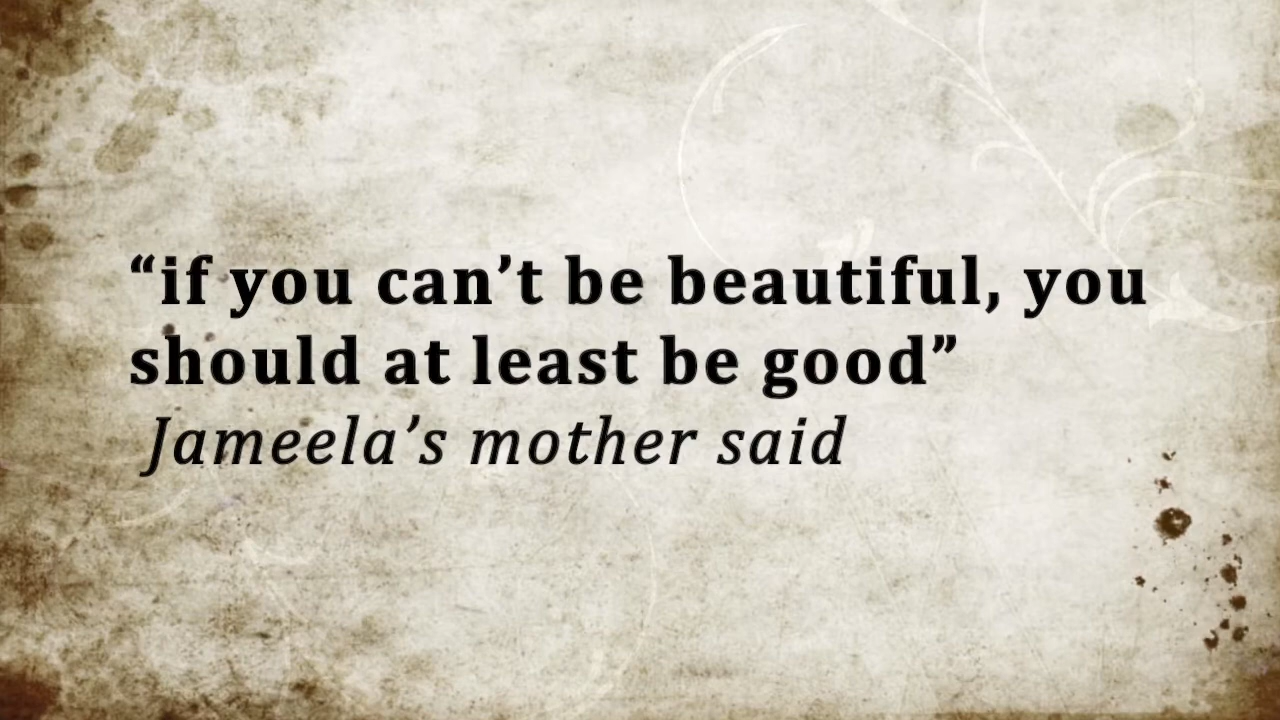 “if you can’t be beautiful, you
should at least be good”
Jameela’s mother said